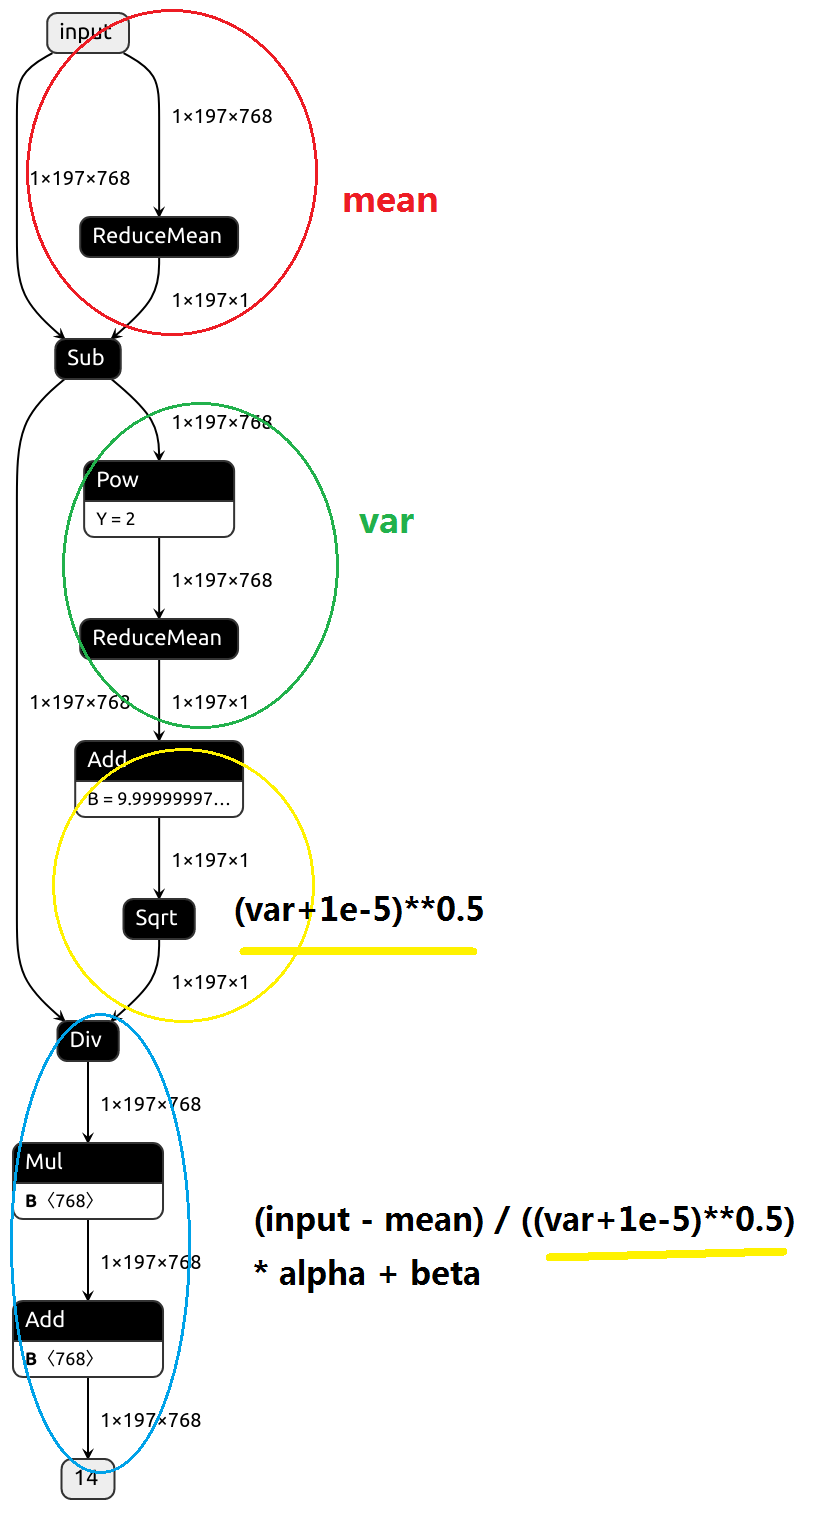 input
1×197×768
1×197×768
mean
ReduceMean
1×197×1
Sub
1×197×768
Pow
Y = 2
var
1×197×768
ReduceMean
1×197×768
1×197×1
Add
B = 9.99999997...
1×197×1
Sqrt
(var+1e-5)**0.5
1×197×1
Div
1×197×768
Mul
B 〈768〉
(input - mean) / ((var+1e-5)**0.5)
* alpha + beta
1×197×768
Add
B 〈768〉
1×197×768
14